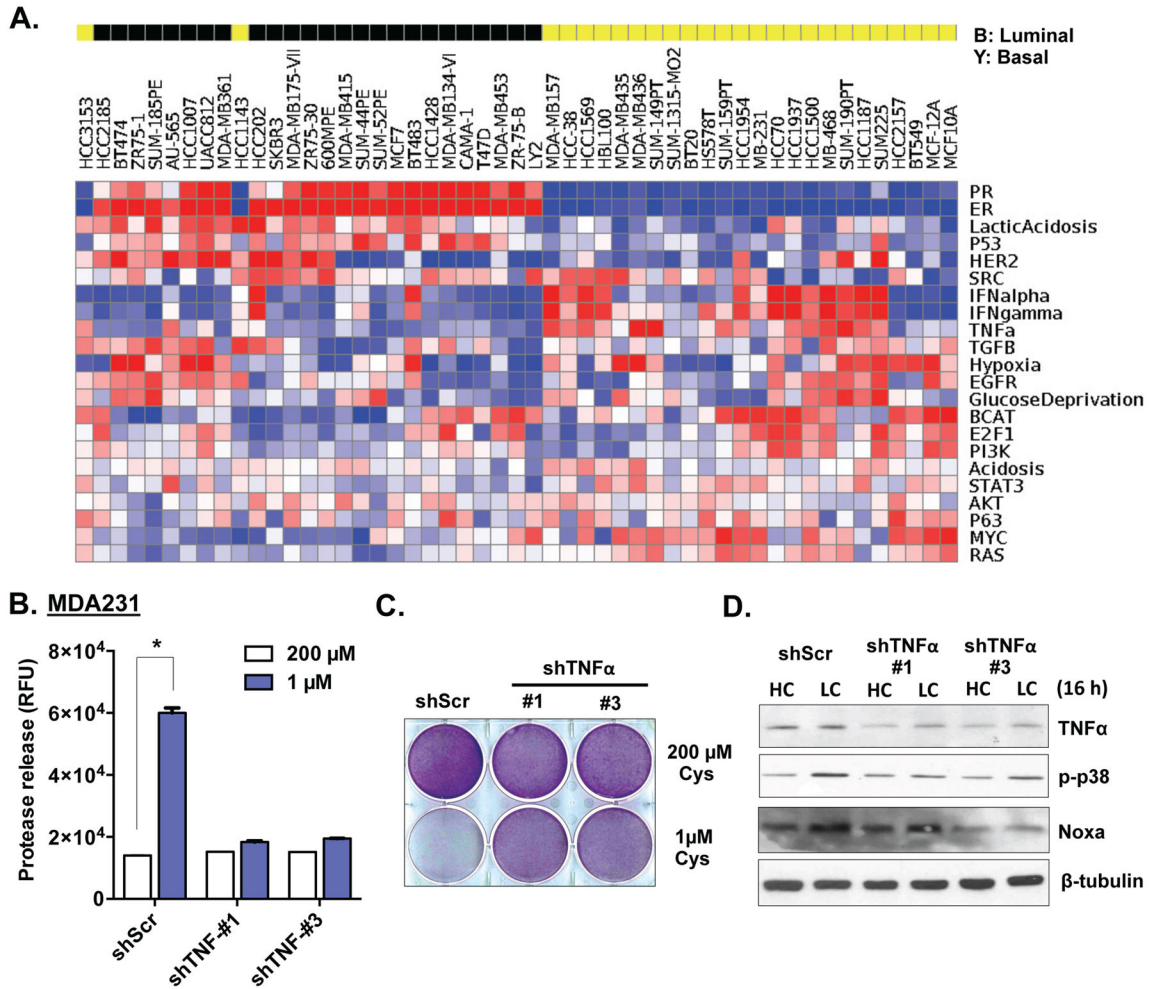 A.
B: Luminal
Y: Basal
HCC3153
HCC2185
BT474
ZR75-1
SUM-185PE
AU-565
HCC1007
UACC812
MDA-MB361
HCC1143
HCC202
SKBR3
MDA-MB175-VII
ZR75-30
600MPE
MDA-MB415
SUM-44PE
SUM-52PE
MCF7
BT483
HCC1428
MDA-MB134-VI
CAMA-1
T47D
MDA-MB453
ZR-75-B
LY2
MDA-MB157
HCC-38
HCC1569
HBL100
MDA-MB435
MDA-MB436
SUM-149PT
SUM-1315-MO2
BT20
HS578T
SUM-159PT
HCC1954
MB-231
HCC70
HCC1937
HCC1500
MB-468
SUM-190PT
HCC1187
SUM225
HCC2157
BT549
MCF-12A
MCF10A
PR
ER
LacticAcidosis
P53
HER2
SRC
IFNalpha
IFNgamma
TNFa
TGFB
Hypoxia
EGFR
GlucoseDeprivation
BCAT
E2F1
PI3K
Acidosis
STAT3
AKT
P63
MYC
RAS
B. MDA231
Protease release (RFU)
8×10⁴
6×10⁴
4×10⁴
2×10⁴
0
*
200 µM
1 µM
shScr
shTNF-#1
shTNF-#3
C.
shTNFα
shScr #1 #3
200 µM
Cys
1µM
Cys
D.
shScr shTNFα shTNFα
#1 #3
HC LC HC LC HC LC (16 h)
TNFα
p-p38
Noxa
β-tubulin